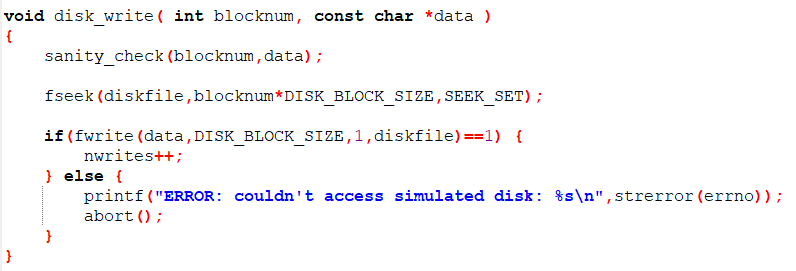 void disk_write( int blocknum, const char *data )
{
    sanity_check(blocknum,data);

    fseek(diskfile,blocknum*DISK_BLOCK_SIZE,SEEK_SET);

    if(fwrite(data,DISK_BLOCK_SIZE,1,diskfile)==1) {
        nwrites++;
    } else {
        printf("ERROR: couldn't access simulated disk: %s\n",strerror(errno));
        abort();
    }
}